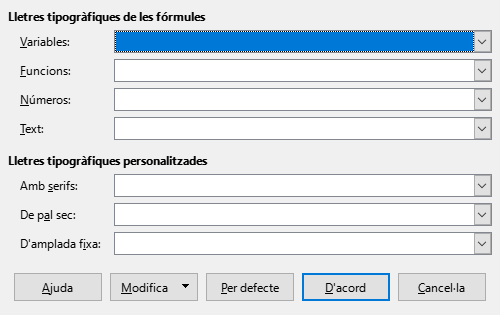 Lletres tipogràfiques de les fórmules
Variables:
Funcions:
Números:
Text:
Lletres tipogràfiques personalitzades
Amb serifs:
De pal sec:
D'amplada fixa:
Ajuda Modifica Per defecte D'acord Cancel·la